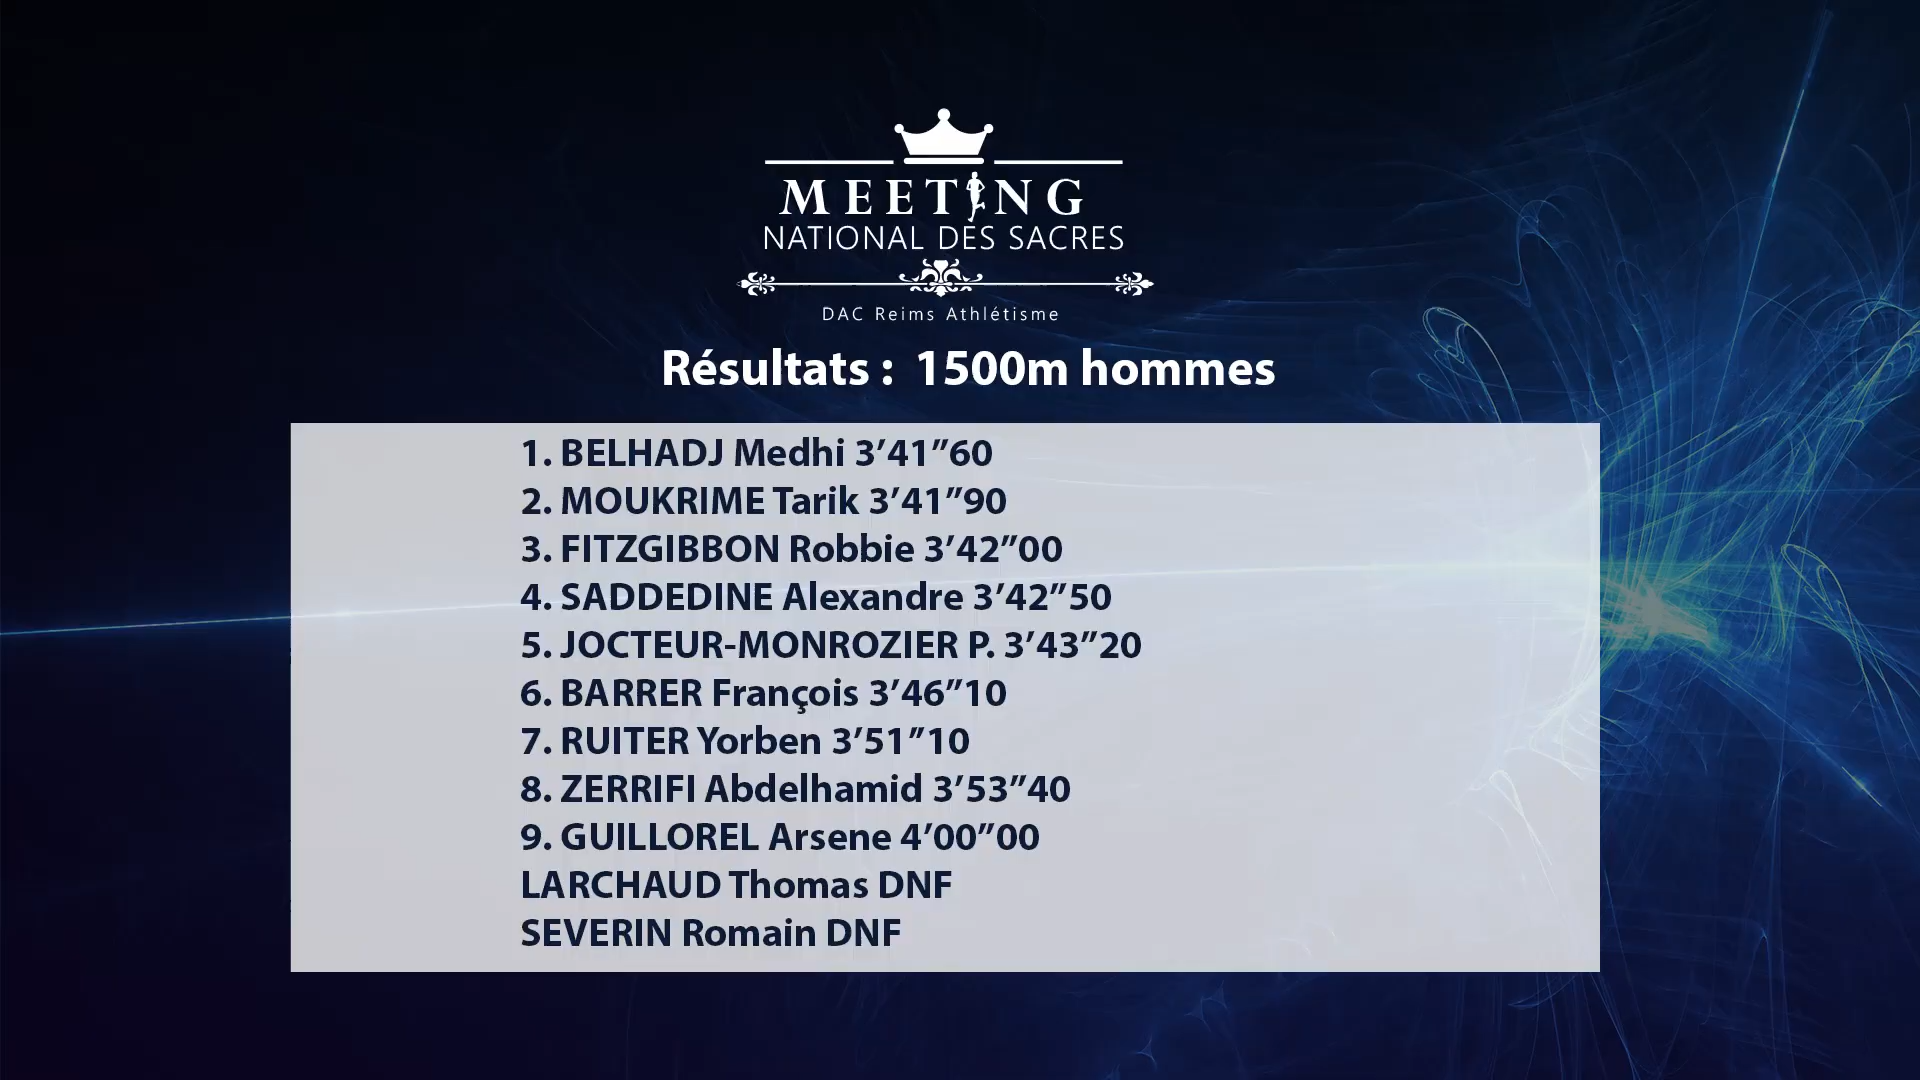 MEETING
NATIONAL DES SACRES
DAC Reims Athlétisme
Résultats : 1500m hommes
1. BELHADJ Medhi 3’41”60
2. MOUKRIME Tarik 3’41”90
3. FITZGIBBON Robbie 3’42”00
4. SADDEDINE Alexandre 3’42”50
5. JOCTEUR-MONROZIER P. 3’43”20
6. BARRER François 3’46”10
7. RUITER Yorben 3’51”10
8. ZERRIFI Abdelhamid 3’53”40
9. GUILLOREL Arsene 4’00”00
LARCHAUD Thomas DNF
SEVERIN Romain DNF